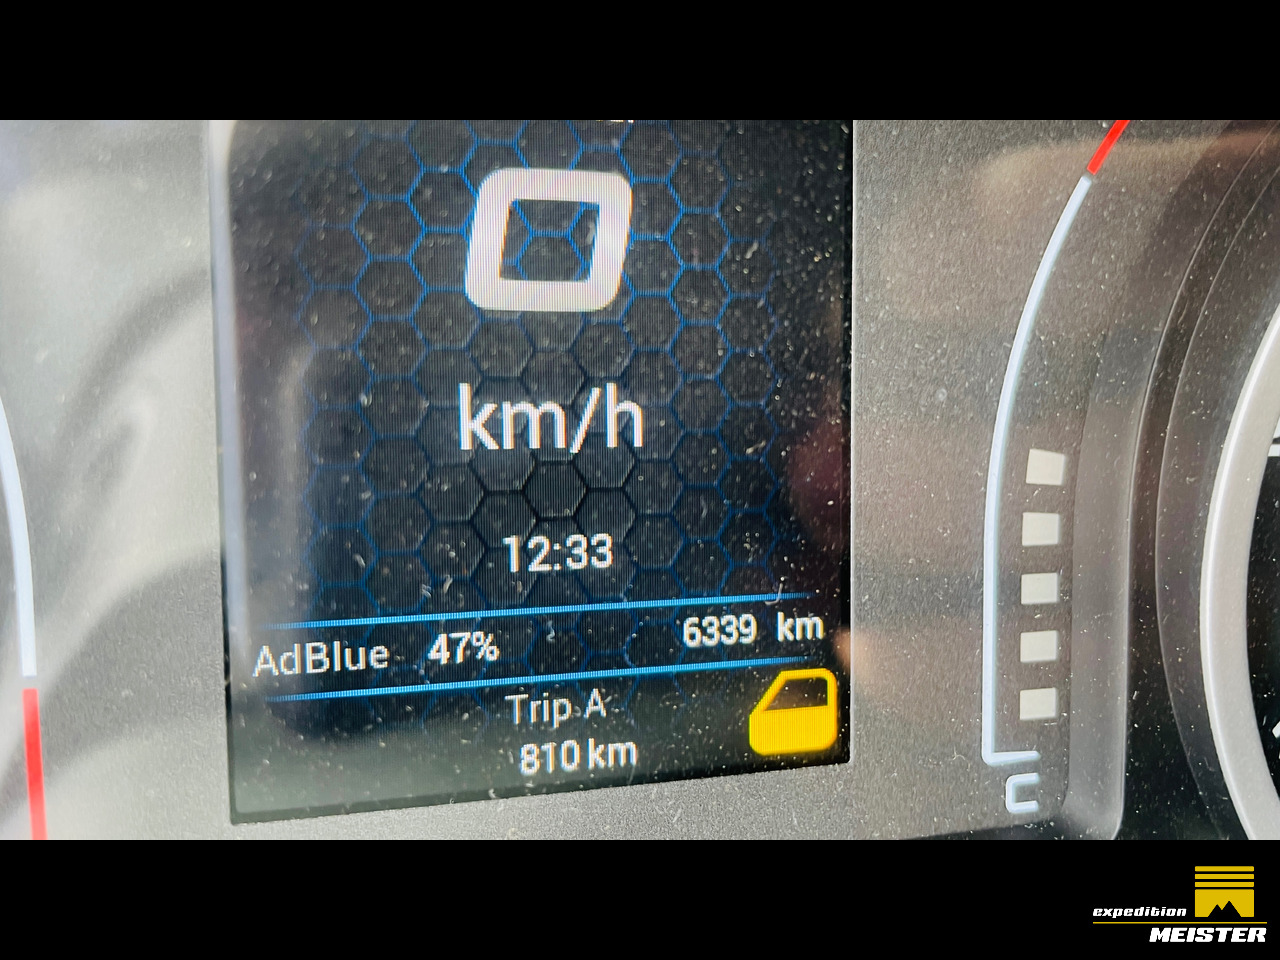 0
km/h
12:33
AdBlue 47% 6339 km
Trip A
810 km
C
expedition
MEISTER